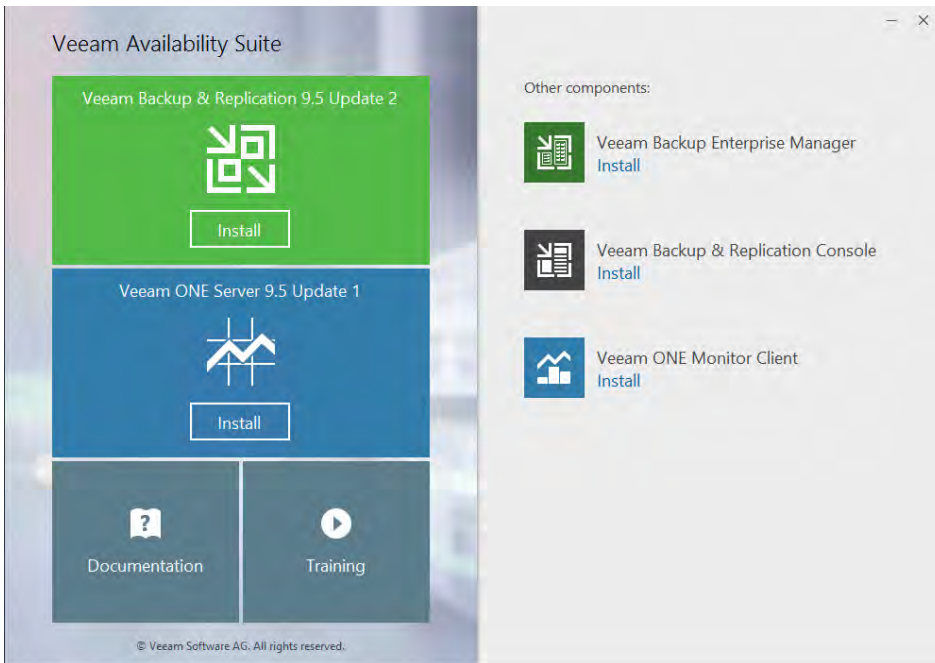 Veeam Availability Suite
Veeam Backup & Replication 9.5 Update 2
Install
Veeam ONE Server 9.5 Update 1
Install
?
Documentation
Training
© Veeam Software AG. All rights reserved.
Other components:
Veeam Backup Enterprise Manager
Install
Veeam Backup & Replication Console
Install
Veeam ONE Monitor Client
Install